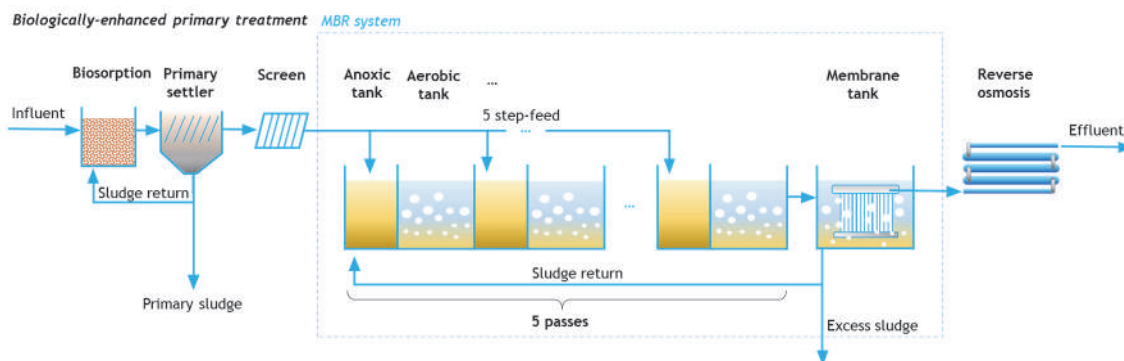 Biologically-enhanced primary treatment MBR system
Biosorption
Primary
settler
Screen
Anoxic
tank
Aerobic
tank
...
Membrane
tank
Reverse
osmosis
Influent
5 step-feed
...
Effluent
Sludge return
...
Sludge return
Primary sludge
5 passes
Excess sludge